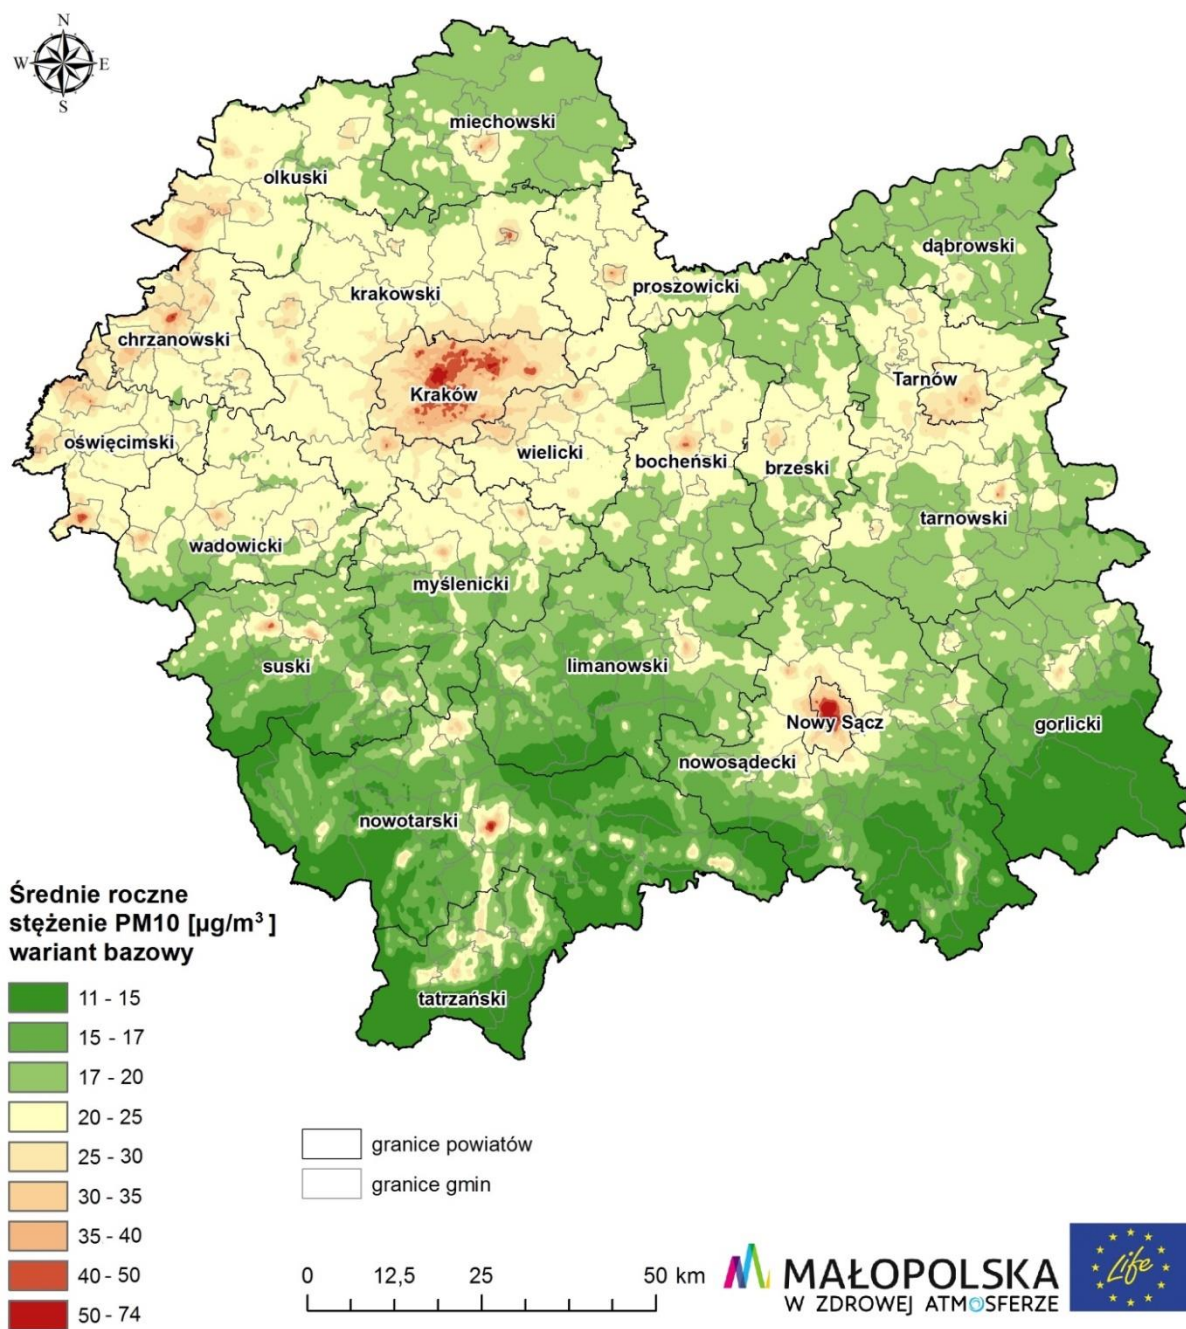 N
W E
S
miechowski
olkuski
dąbrowski
proszowicki
krakowski
chrzanowski
Tarnów
Kraków
oświęcimski
wielicki
bocheński
brzeski
tarnowski
wadowicki
myślenicki
suski
limanowski
Nowy Sącz
gorlicki
nowosądecki
nowotarski
tatrzański
Średnie roczne
stężenie PM10 [µg/m³ ]
wariant bazowy
11 - 15
15 - 17
17 - 20
20 - 25
25 - 30
30 - 35
35 - 40
40 - 50
50 - 74
granice powiatów
granice gmin
0 12,5 25 50 km
MAŁOPOLSKA
W ZDROWEJ ATMOSFERZE
Life